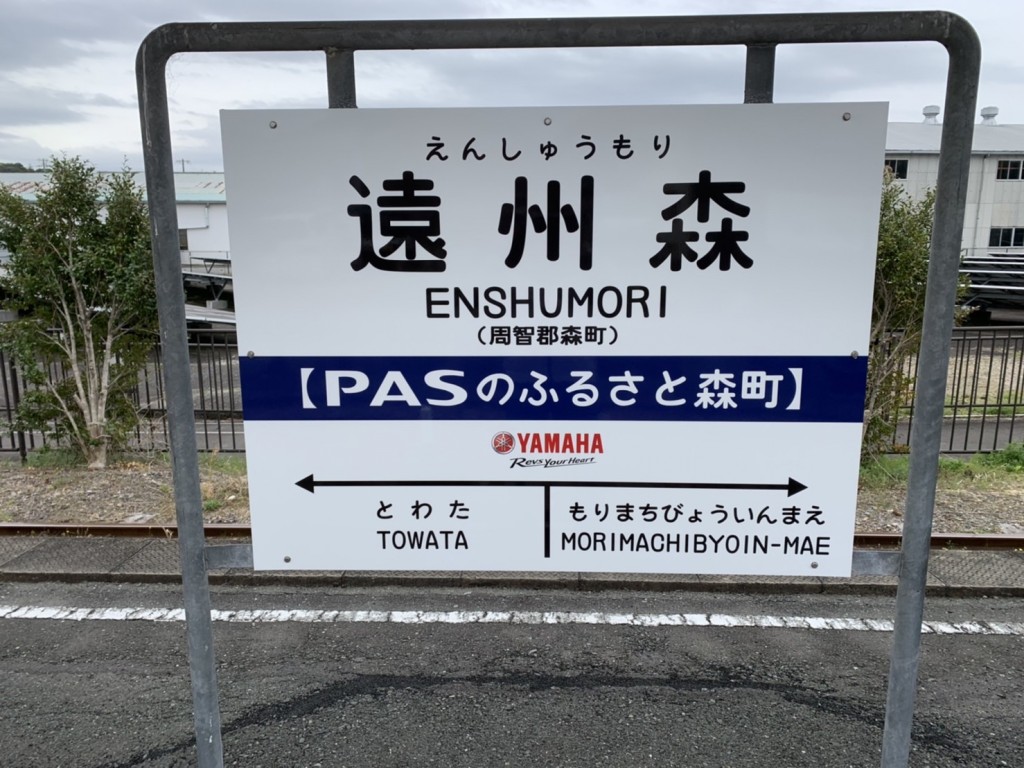 えんしゅうもり
遠州森
ENSHUMORI
(周智郡森町)
【PASのふるさと森町】
YAMAHA
Revs Your Heart
とわた もりまちびょういんまえ
TOWATA MORIMACHIBYOIN-MAE